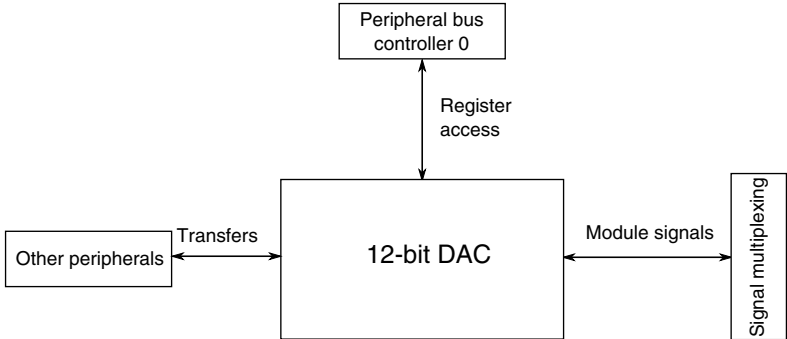 Peripheral bus
controller 0
Register
access
Signal multiplexing
Module signals
Transfers
12-bit DAC
Other peripherals